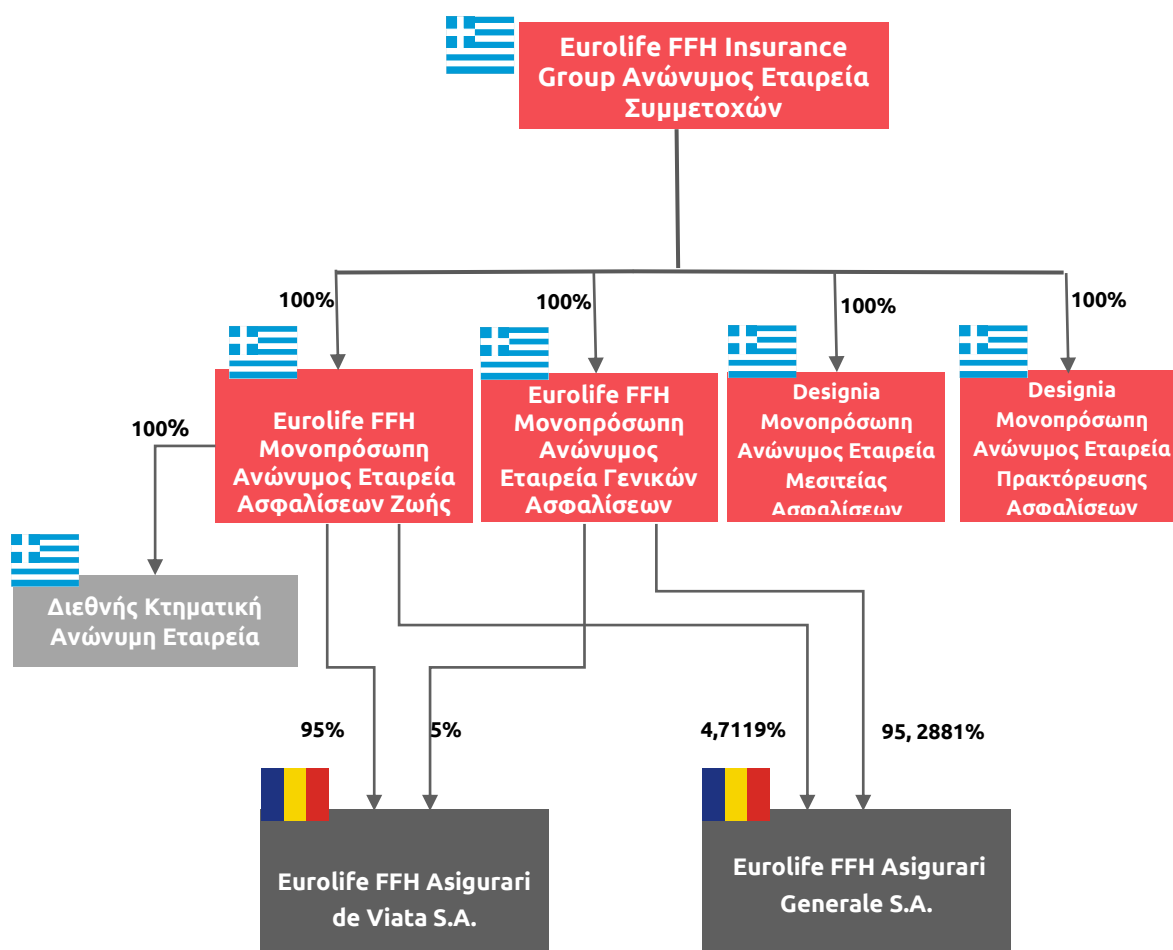 Eurolife FFH Insurance
Group Ανώνυμος Εταιρεία
Συμμετοχών
100%
100%
100%
100%
Eurolife FFH
Μονοπρόσωπη
Ανώνυμος Εταιρεία
Ασφαλίσεων Ζωής
Eurolife FFH
Μονοπρόσωπη
Ανώνυμος
Εταιρεία Γενικών
Ασφαλίσεων
Designia
Μονοπρόσωπη
Ανώνυμος Εταιρεία
Μεσιτείας
Ασφαλίσεων
Designia
Μονοπρόσωπη
Ανώνυμος Εταιρεία
Πρακτόρευσης
Ασφαλίσεων
100%
Διεθνής Κτηματική
Ανώνυμη Εταιρεία
95%
5%
4,7119%
95, 2881%
Eurolife FFH Asigurari
de Viata S.A.
Eurolife FFH Asigurari
Generale S.A.